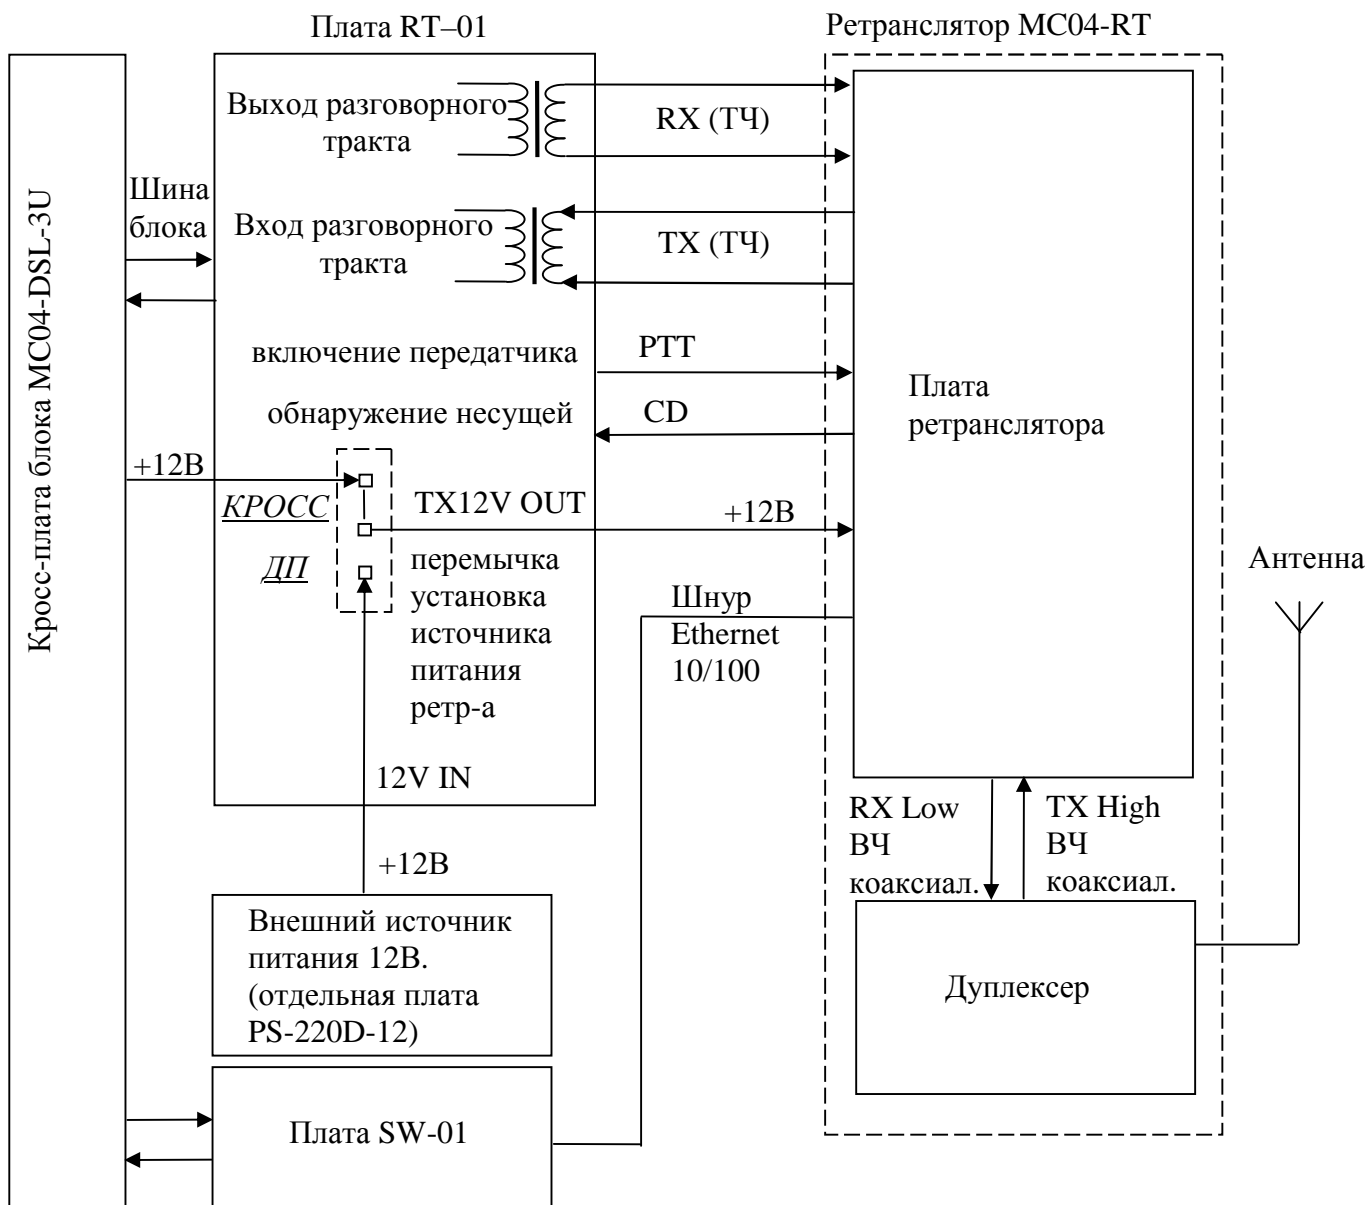 Плата RT–01
Ретранслятор MC04-RT
Кросс-плата блока MC04-DSL-3U
Шина
блока
Выход разговорного
тракта
RX (ТЧ)
Вход разговорного
тракта
TX (ТЧ)
включение передатчика
PTT
обнаружение несущей
CD
Плата
ретранслятора
+12В
КРОСС
TX12V OUT
+12В
ДП
перемычка
установка
источника
питания
ретр-а
Шнур
Ethernet
10/100
Антенна
12V IN
+12В
RX Low
ВЧ
коаксиал.
TX High
ВЧ
коаксиал.
Внешний источник
питания 12В.
(отдельная плата
PS-220D-12)
Дуплексер
Плата SW-01